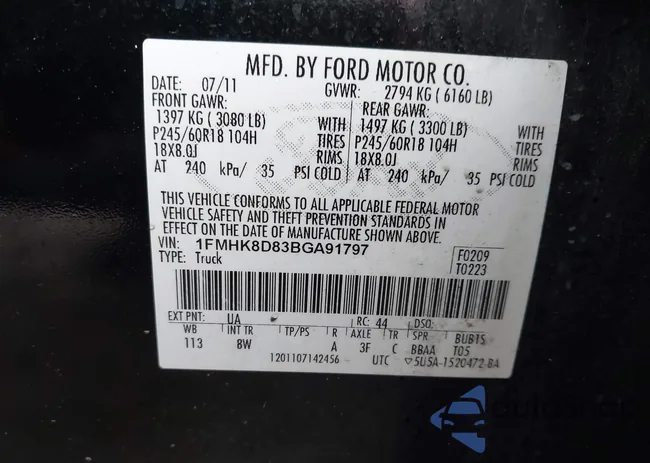 MFD. BY FORD MOTOR CO.
DATE: 07/11 GVWR: 2794 KG ( 6160 LB)
FRONT GAWR: REAR GAWR:
1397 KG ( 3080 LB) WITH 1497 KG ( 3300 LB) WITH
P245/60R18 104H TIRES P245/60R18 104H TIRES
18X8.0J RIMS 18X8.0J RIMS
AT 240 kPa/ 35 PSI COLD AT 240 kPa/ 35 PSI COLD
THIS VEHICLE CONFORMS TO ALL APPLICABLE FEDERAL MOTOR
VEHICLE SAFETY AND THEFT PREVENTION STANDARDS IN
EFFECT ON THE DATE OF MANUFACTURE SHOWN ABOVE.
VIN: 1FMHK8D83BGA91797 F0209
TYPE: Truck T0223
EXT PNT: UA RC: 44 DSO:
WB INT TR TP/PS R AXLE TR SPR BUB15
113 8W A 3F C BBAA T05
1201107142456 UTC ▽5U5A-1520472-BA